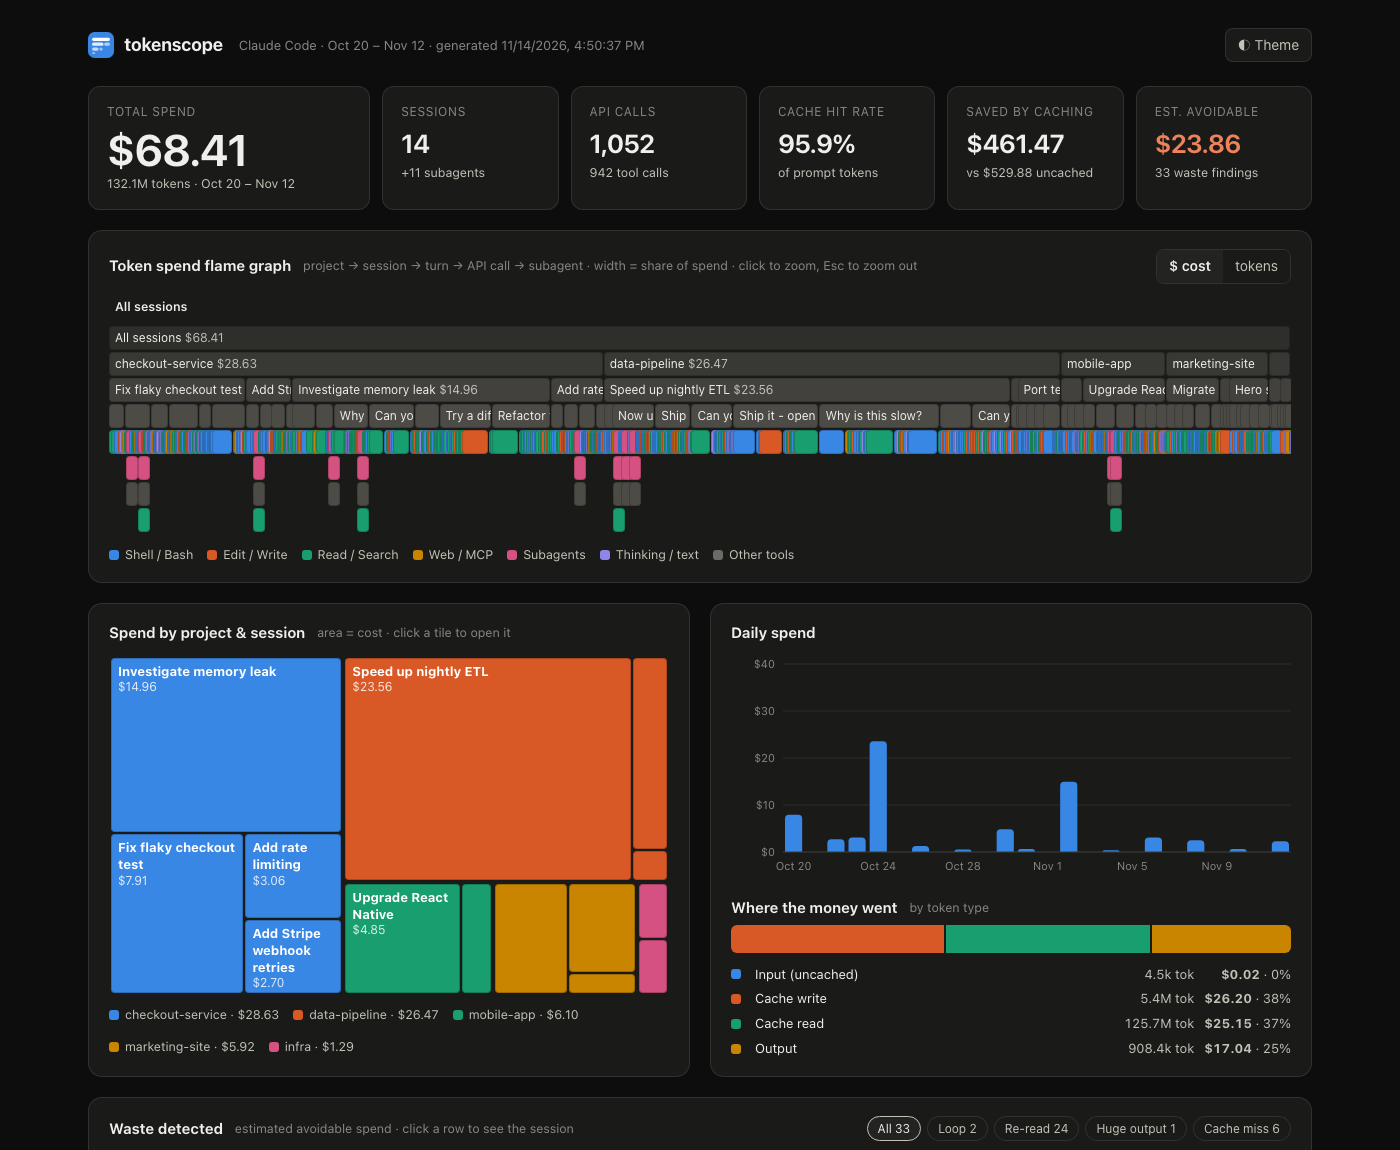 tokenscope Claude Code · Oct 20 – Nov 12 · generated 11/14/2026, 4:50:37 PM
Theme
TOTAL SPEND
$68.41
132.1M tokens · Oct 20 – Nov 12
SESSIONS
14
+11 subagents
API CALLS
1,052
942 tool calls
CACHE HIT RATE
95.9%
of prompt tokens
SAVED BY CACHING
$461.47
vs $529.88 uncached
EST. AVOIDABLE
$23.86
33 waste findings
Token spend flame graph project → session → turn → API call → subagent · width = share of spend · click to zoom, Esc to zoom out
$ cost tokens
All sessions
All sessions $68.41
checkout-service $28.63 data-pipeline $26.47 mobile-app marketing-site
Fix flaky checkout test Add St Investigate memory leak $14.96 Add rate Speed up nightly ETL $23.56 Port te Upgrade Reac Migrate Hero s
Why Can yo Try a dif Refactor Now u Ship Can yo Ship it - open Why is this slow? Can y
Shell / Bash Edit / Write Read / Search Web / MCP Subagents Thinking / text Other tools
Spend by project & session area = cost · click a tile to open it
Investigate memory leak
$14.96
Speed up nightly ETL
$23.56
Fix flaky checkout
test
$7.91
Add rate
limiting
$3.06
Add Stripe
webhook
retries
$2.70
Upgrade React
Native
$4.85
checkout-service · $28.63 data-pipeline · $26.47 mobile-app · $6.10
marketing-site · $5.92 infra · $1.29
Daily spend
$40
$30
$20
$10
$0
Oct 20 Oct 24 Oct 28 Nov 1 Nov 5 Nov 9
Where the money went by token type
Input (uncached) 4.5k tok $0.02 · 0%
Cache write 5.4M tok $26.20 · 38%
Cache read 125.7M tok $25.15 · 37%
Output 908.4k tok $17.04 · 25%
Waste detected estimated avoidable spend · click a row to see the session
All 33 Loop 2 Re-read 24 Huge output 1 Cache miss 6